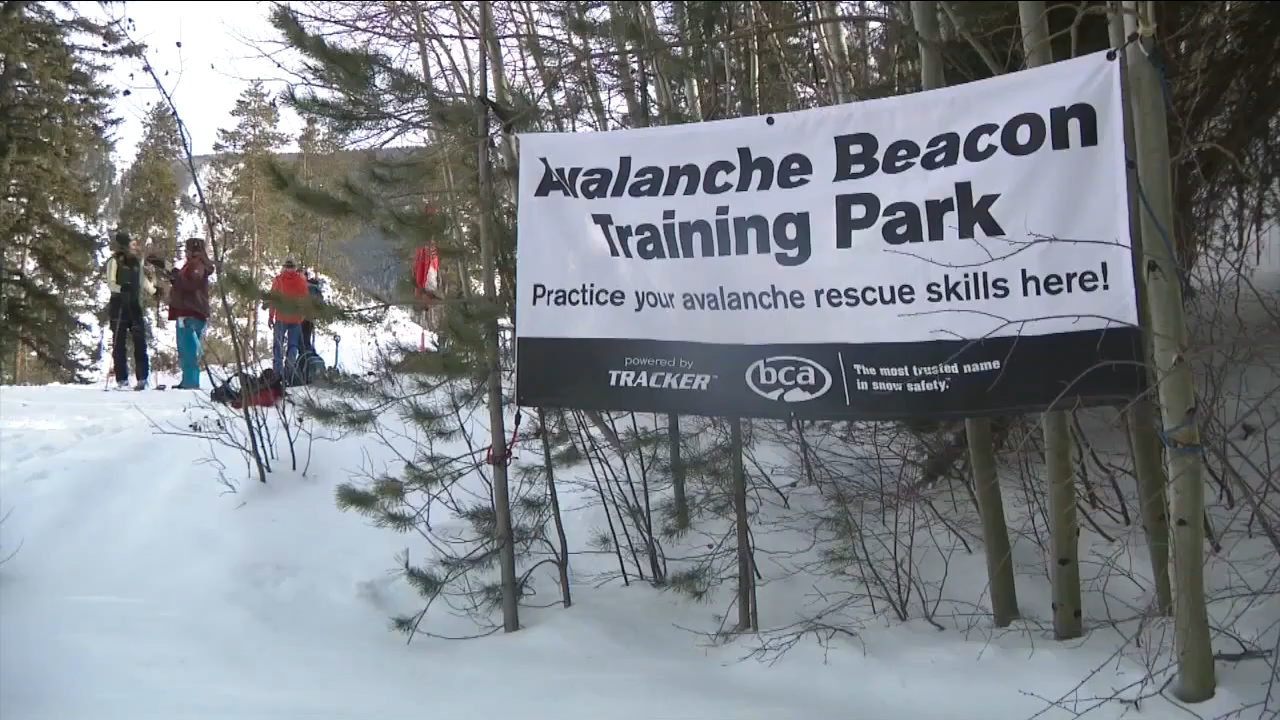 Avalanche Beacon
Training Park
Practice your avalanche rescue skills here!
powered by
TRACKER™
bca
The most trusted name
in snow safety.®